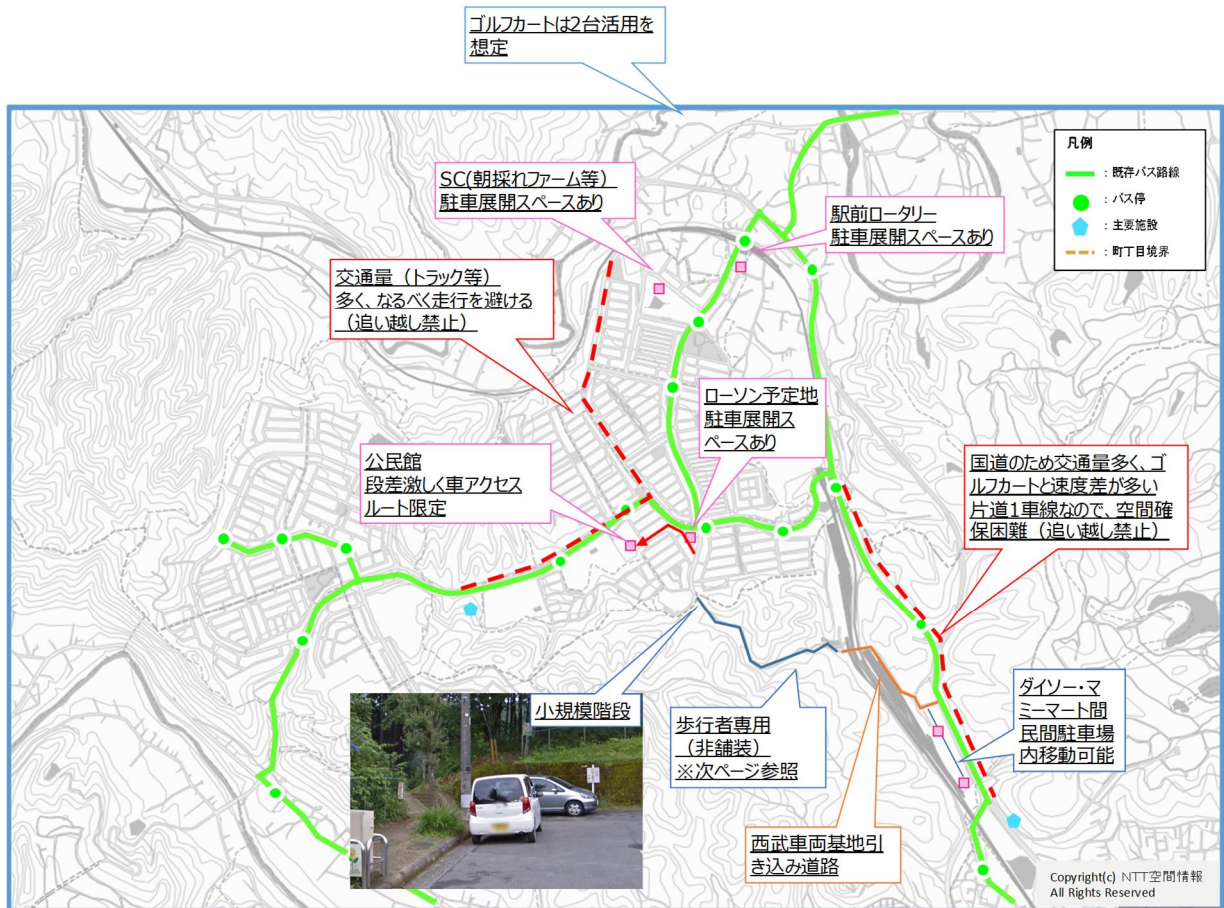 ゴルフカートは2台活用を
想定
凡例
：既存バス路線
：バス停
：主要施設
：町丁目境界
SC(朝採れファーム等）
駐車展開スペースあり
駅前ロータリー
駐車展開スペースあり
交通量（トラック等）
多く、なるべく走行を避ける
（追い越し禁止）
ローソン予定地
駐車展開ス
ペースあり
公民館
段差激しく車アクセス
ルート限定
国道のため交通量多く、ゴ
ルフカートと速度差が多い
片道1車線なので、空間確
保困難（追い越し禁止）
小規模階段
歩行者専用
（非舗装）
※次ページ参照
ダイソー・マ
ミーマート間
民間駐車場
内移動可能
西武車両基地引
き込み道路
Copyright(c) NTT空間情報
All Rights Reserved